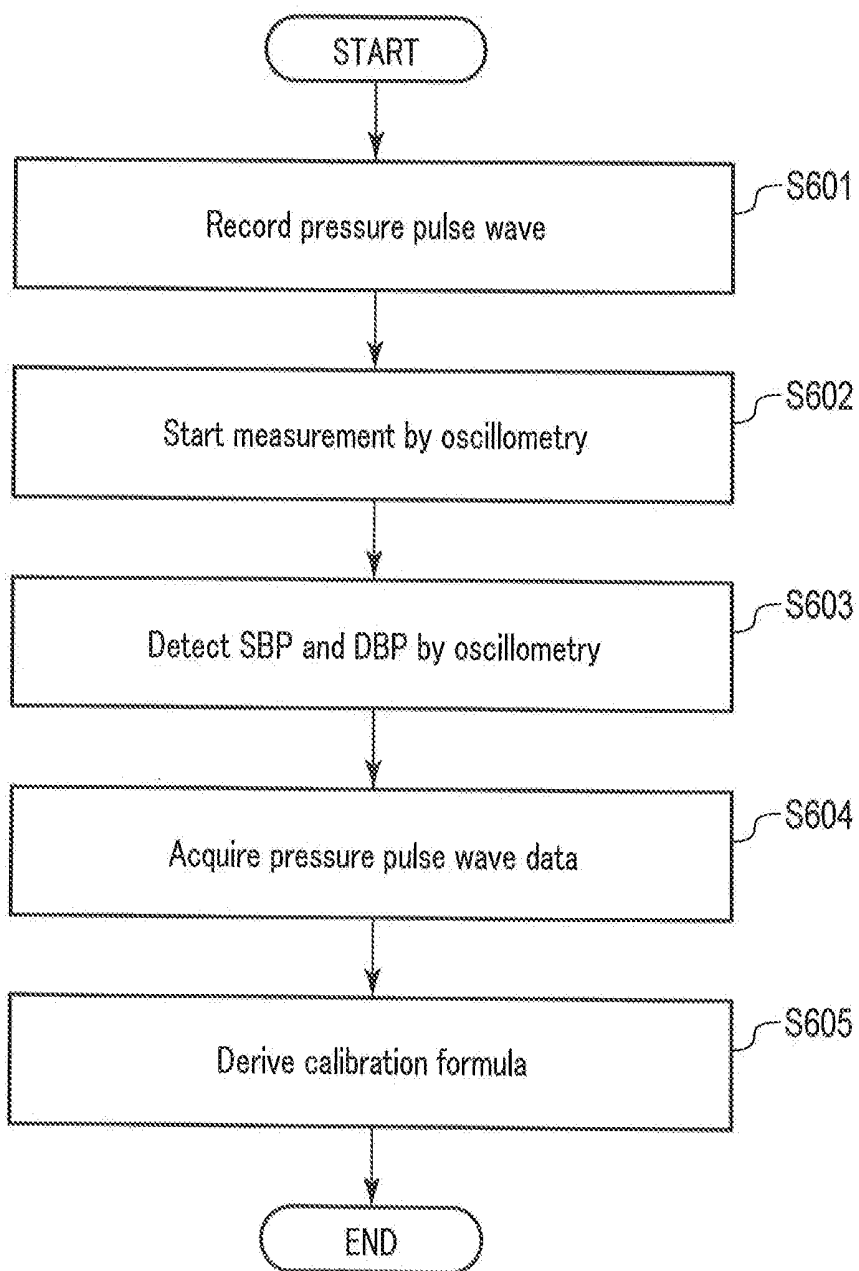 START
Record pressure pulse wave
S601
Start measurement by oscillometry
S602
Detect SBP and DBP by oscillometry
S603
Acquire pressure pulse wave data
S604
Derive calibration formula
S605
END